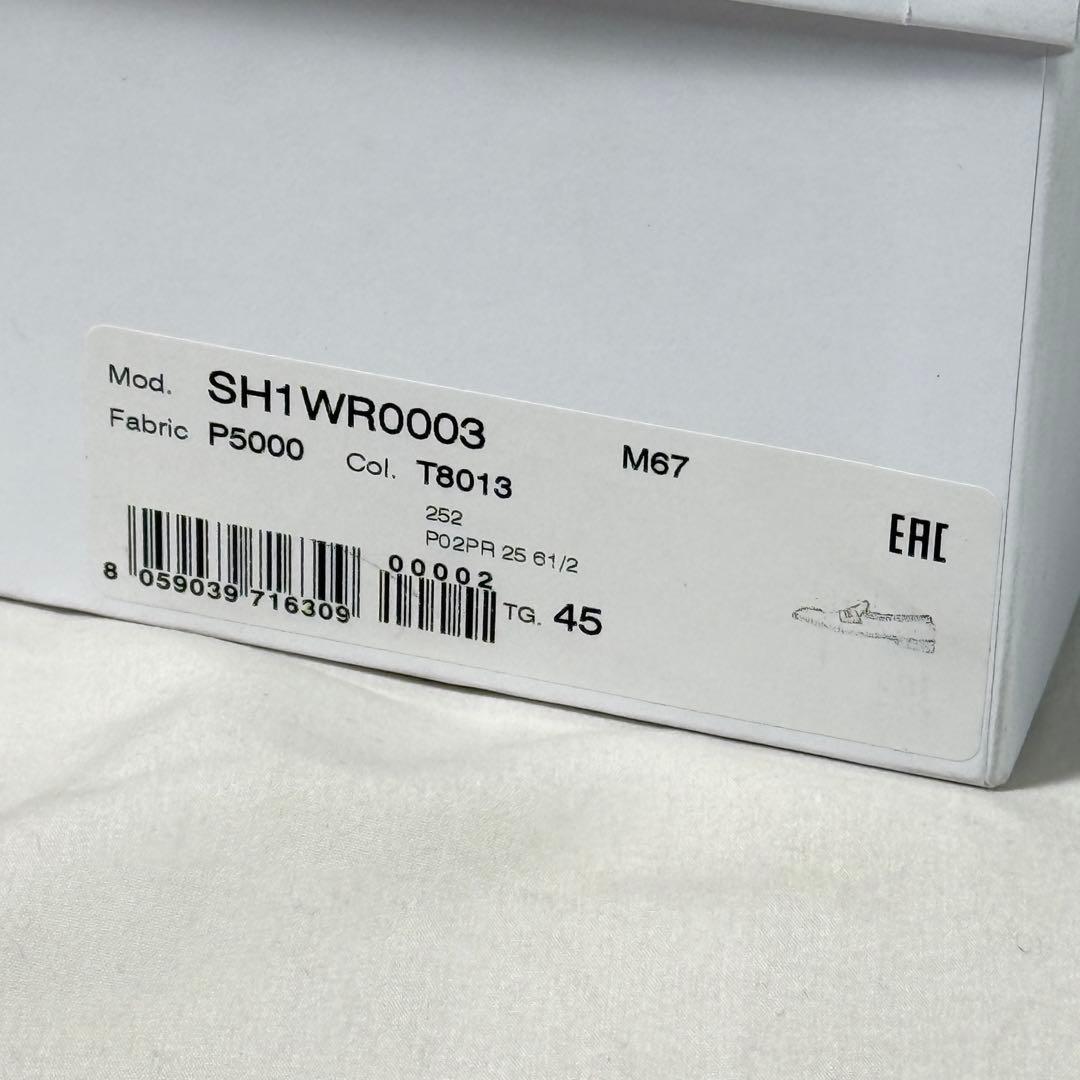 Mod. SH1WR0003
Fabric P5000 Col. T8013 M67
252
P02PR 25 61/2
EAC
8 059039 716309
00002
TG. 45